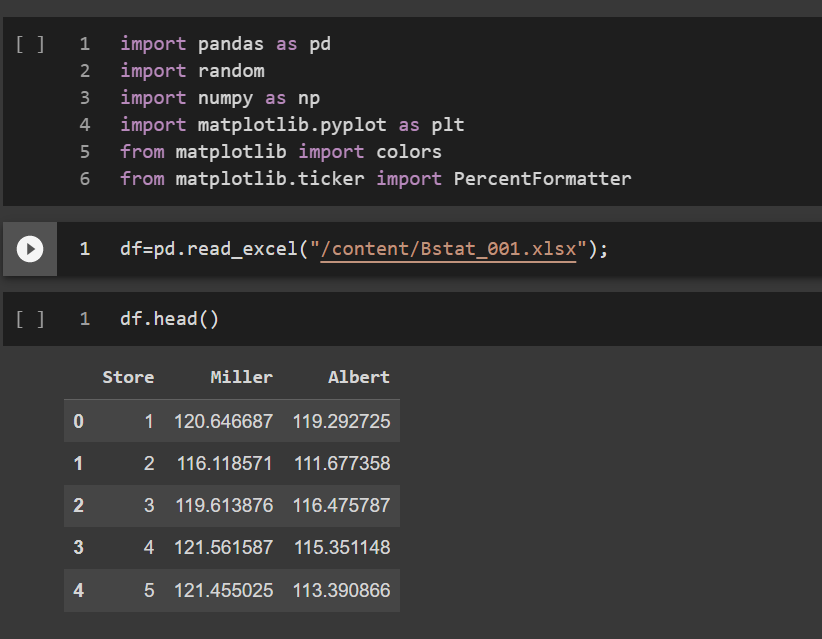 [ ] 1 import pandas as pd
2 import random
3 import numpy as np
4 import matplotlib.pyplot as plt
5 from matplotlib import colors
6 from matplotlib.ticker import PercentFormatter
1 df=pd.read_excel("/content/Bstat_001.xlsx");
[ ] 1 df.head()
Store Miller Albert
0 1 120.646687 119.292725
1 2 116.118571 111.677358
2 3 119.613876 116.475787
3 4 121.561587 115.351148
4 5 121.455025 113.390866